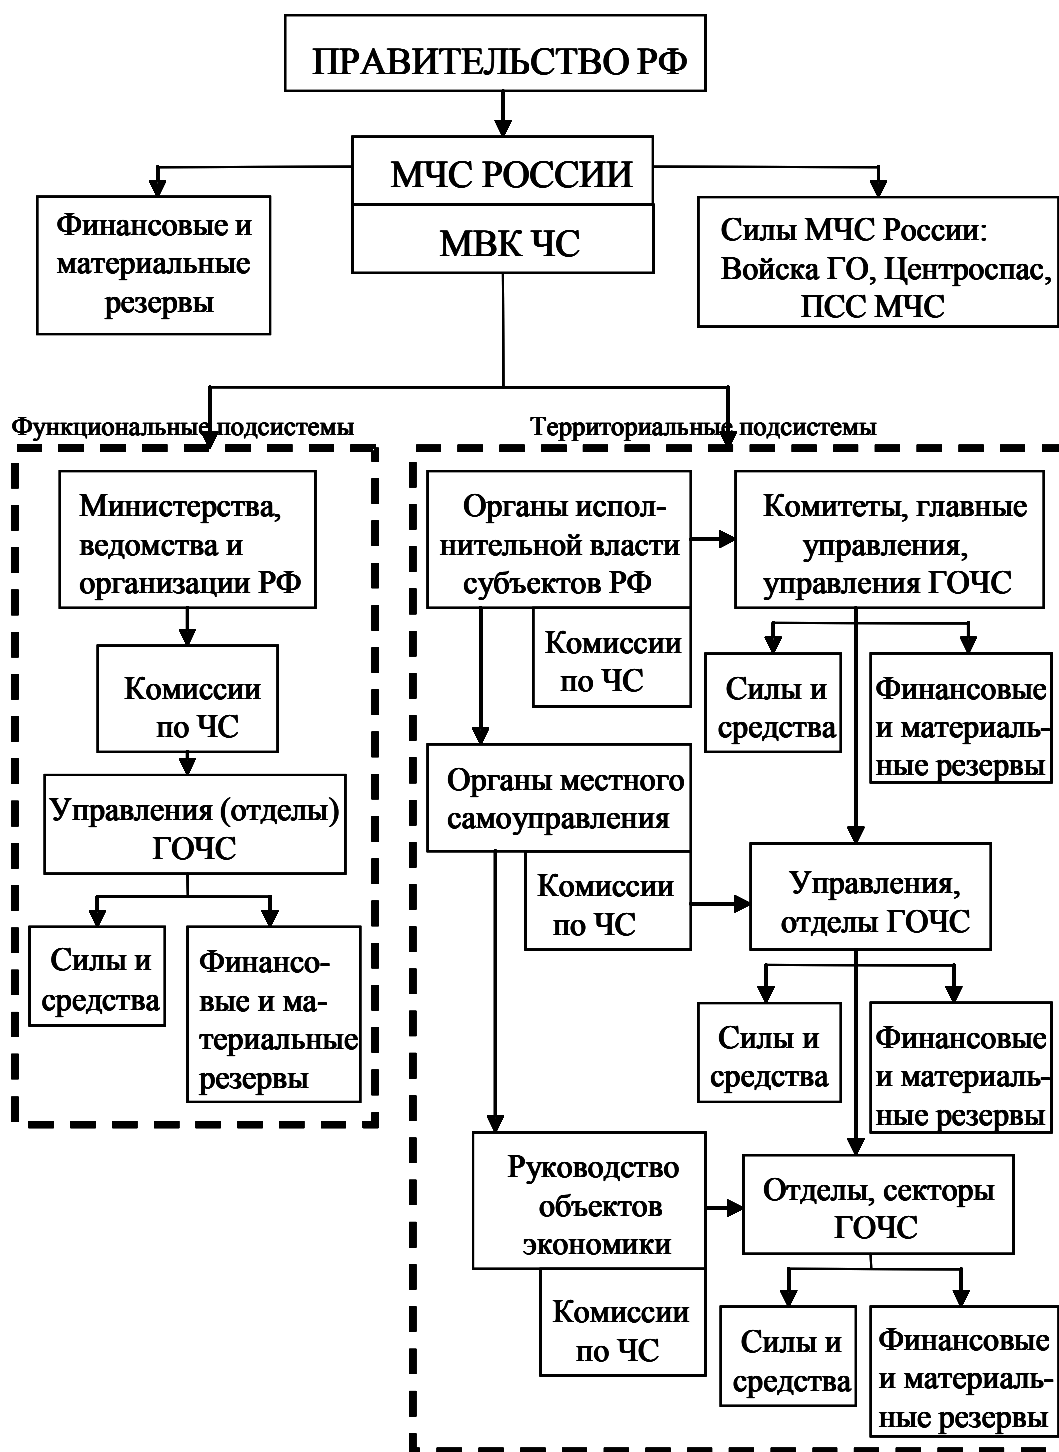 ПРАВИТЕЛЬСТВО РФ
МЧС РОССИИ
МВК ЧС
Финансовые и
материальные
резервы
Силы МЧС России:
Войска ГО, Центроспас,
ПСС МЧС
Функциональные подсистемы
Министерства,
ведомства и
организации РФ
Комиссии
по ЧС
Управления (отделы)
ГОЧС
Силы и
средства
Финансо-
вые и ма-
териальные
резервы
Территориальные подсистемы
Органы испол-
нительной власти
субъектов РФ
Комиссии
по ЧС
Комитеты, главные
управления,
управления ГОЧС
Силы и
средства
Финансовые
и материаль-
ные резервы
Органы местного
самоуправления
Комиссии
по ЧС
Управления,
отделы ГОЧС
Силы и
средства
Финансовые
и материаль-
ные резервы
Руководство
объектов
экономики
Комиссии
по ЧС
Отделы, секторы
ГОЧС
Силы и
средства
Финансовые
и материаль-
ные резервы